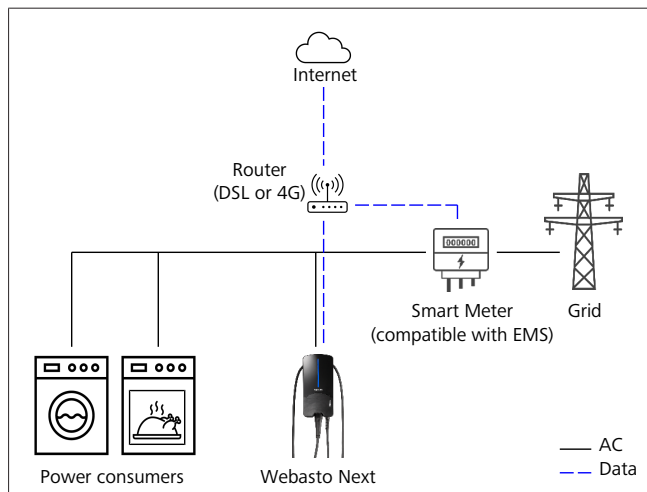 Internet
Router
(DSL or 4G)
000000
Smart Meter
(compatible with EMS)
Grid
Power consumers
Webasto Next
AC
Data